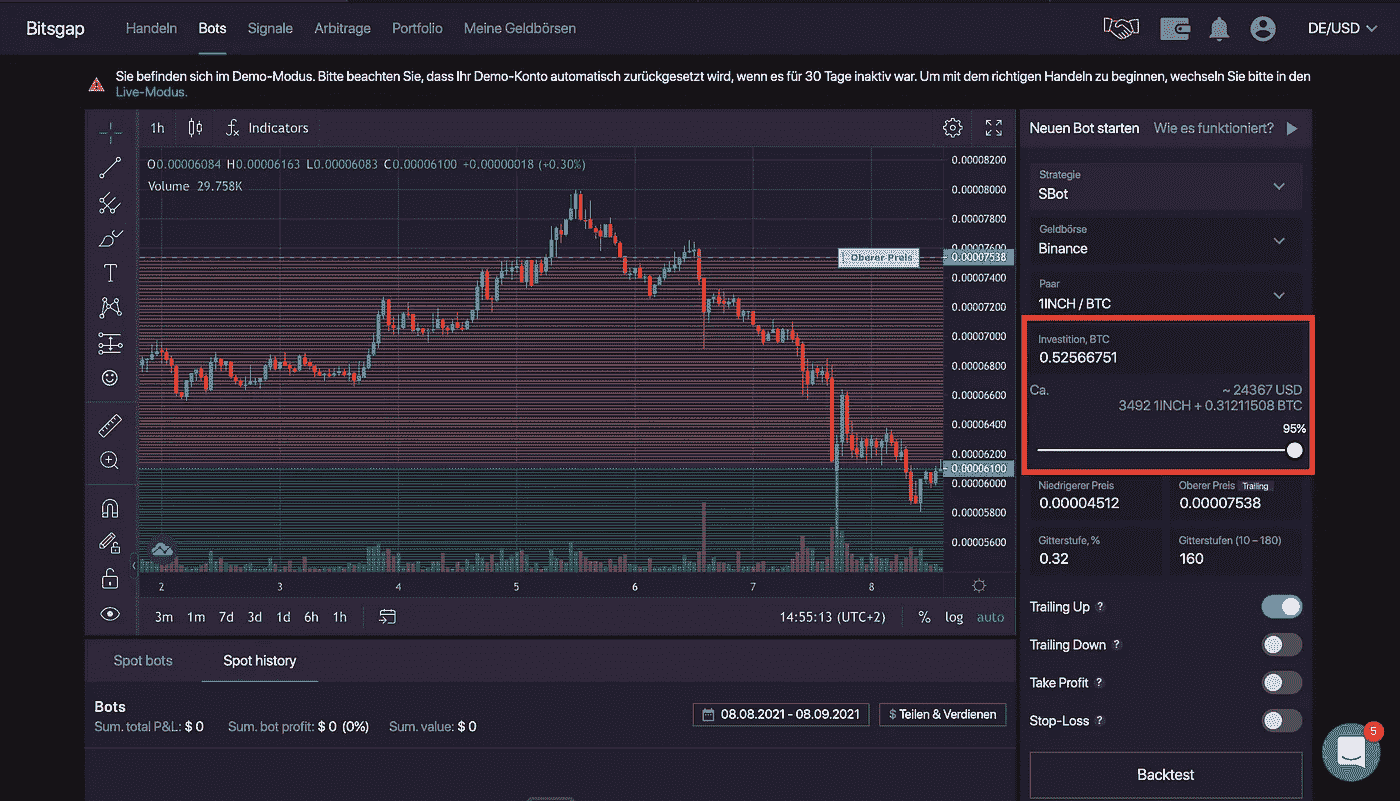 Bitsgap Handeln Bots Signale Arbitrage Portfolio Meine Geldbörsen DE/USD
Sie befinden sich im Demo-Modus. Bitte beachten Sie, dass Ihr Demo-Konto automatisch zurückgesetzt wird, wenn es für 30 Tage inaktiv war. Um mit dem richtigen Handeln zu beginnen, wechseln Sie bitte in den
Live-Modus.
1h Indicators
O0.00006084 H0.00006163 L0.00006083 C0.00006100 +0.00000018 (+0.30%)
Volume 29.758K
Oberer Preis
0.00008200
0.00008000
0.00007800
0.00007600
0.00007538
0.00007400
0.00007200
0.00007000
0.00006800
0.00006600
0.00006400
0.00006200
0.00006100
0.00006000
0.00005800
0.00005600
2 3 4 5 6 7 8
3m 1m 7d 3d 1d 6h 1h 14:55:13 (UTC+2) % log auto
Spot bots Spot history
Bots
Sum. total P&L: $ 0 Sum. bot profit: $ 0 (0%) Sum. value: $ 0
08.08.2021 - 08.09.2021 $ Teilen & Verdienen
Neuen Bot starten Wie es funktioniert?
Strategie
SBot
Geldbörse
Binance
Paar
1INCH / BTC
Investition, BTC
0.52566751
Ca. ~ 24367 USD
3492 1INCH + 0.31211508 BTC
95%
Niedrigerer Preis Oberer Preis Trailing
0.00004512 0.00007538
Gitterstufe, % Gitterstufen (10 – 180)
0.32 160
Trailing Up ?
Trailing Down ?
Take Profit ?
Stop-Loss ?
Backtest
5